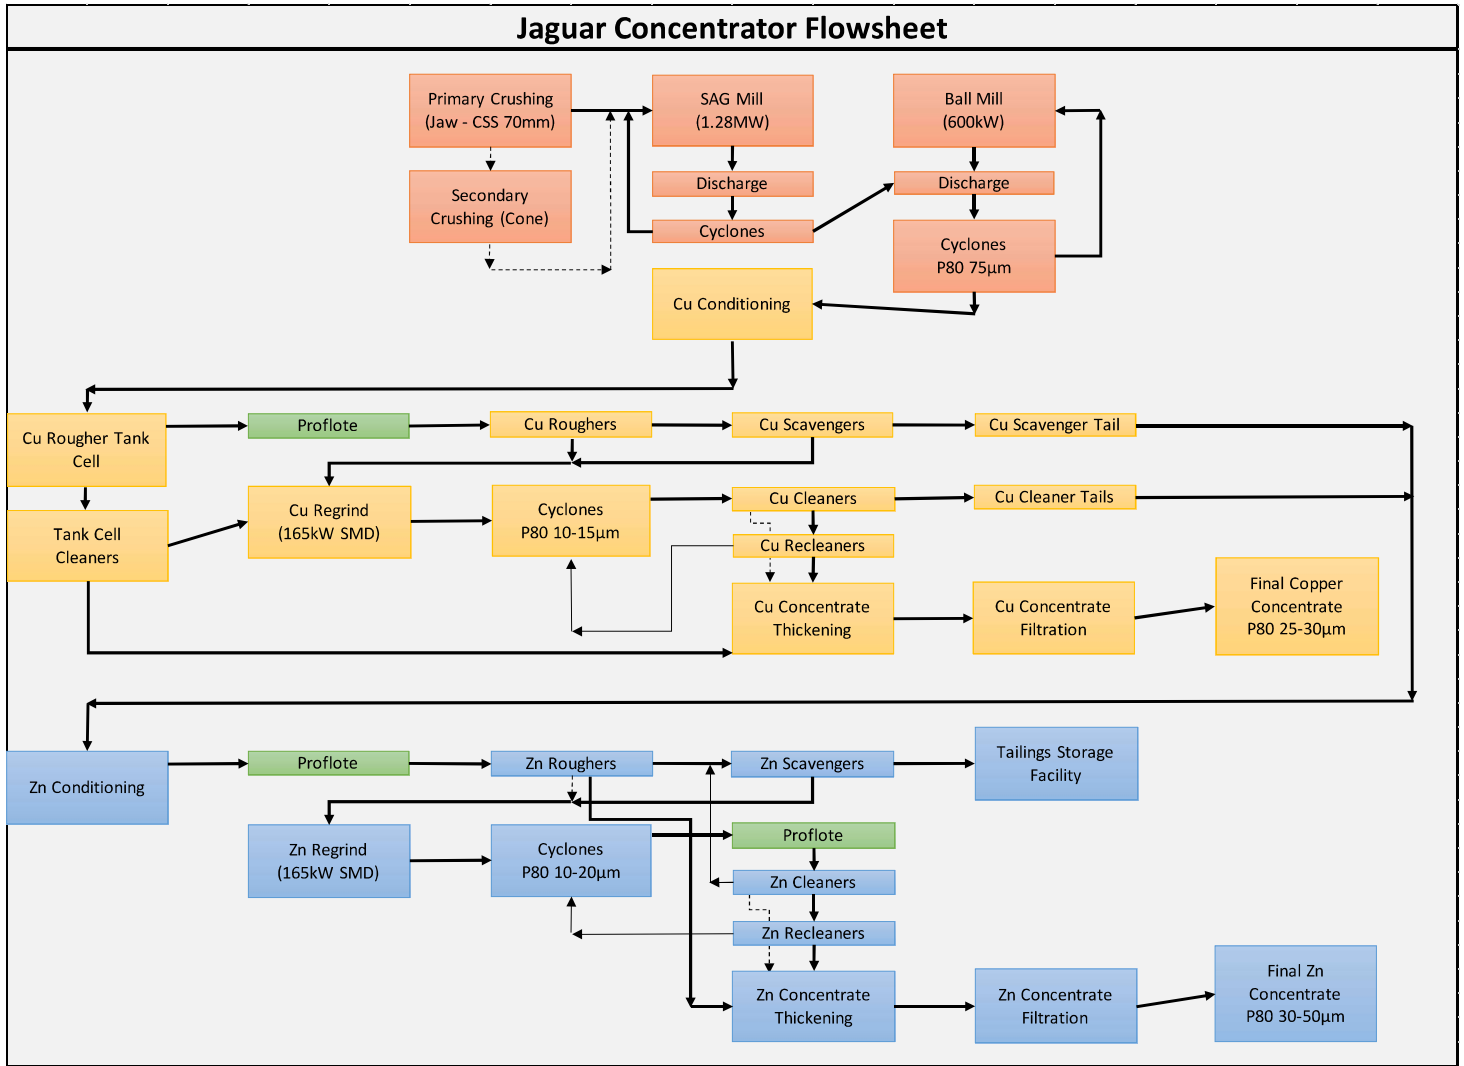 Jaguar Concentrator Flowsheet
Primary Crushing
(Jaw - CSS 70mm)
SAG Mill
(1.28MW)
Ball Mill
(600kW)
Secondary
Crushing (Cone)
Discharge
Discharge
Cyclones
Cyclones
P80 75µm
Cu Conditioning
Cu Rougher Tank
Cell
Proflote
Cu Roughers
Cu Scavengers
Cu Scavenger Tail
Tank Cell
Cleaners
Cu Regrind
(165kW SMD)
Cyclones
P80 10-15µm
Cu Cleaners
Cu Cleaner Tails
Cu Recleaners
Cu Concentrate
Thickening
Cu Concentrate
Filtration
Final Copper
Concentrate
P80 25-30µm
Zn Conditioning
Proflote
Zn Roughers
Zn Scavengers
Tailings Storage
Facility
Zn Regrind
(165kW SMD)
Cyclones
P80 10-20µm
Proflote
Zn Cleaners
Zn Recleaners
Zn Concentrate
Thickening
Zn Concentrate
Filtration
Final Zn
Concentrate
P80 30-50µm